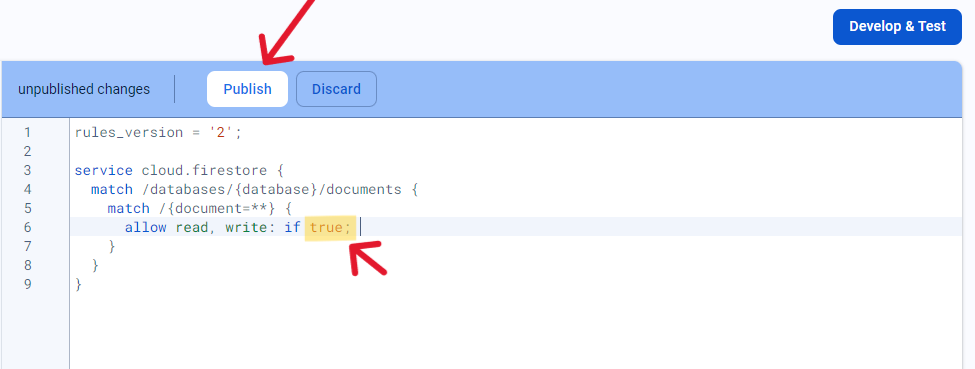 Develop & Test
unpublished changes
Publish
Discard
1 rules_version = '2';
2
3 service cloud.firestore {
4 match /databases/{database}/documents {
5 match /{document=**} {
6 allow read, write: if true;
7 }
8 }
9 }